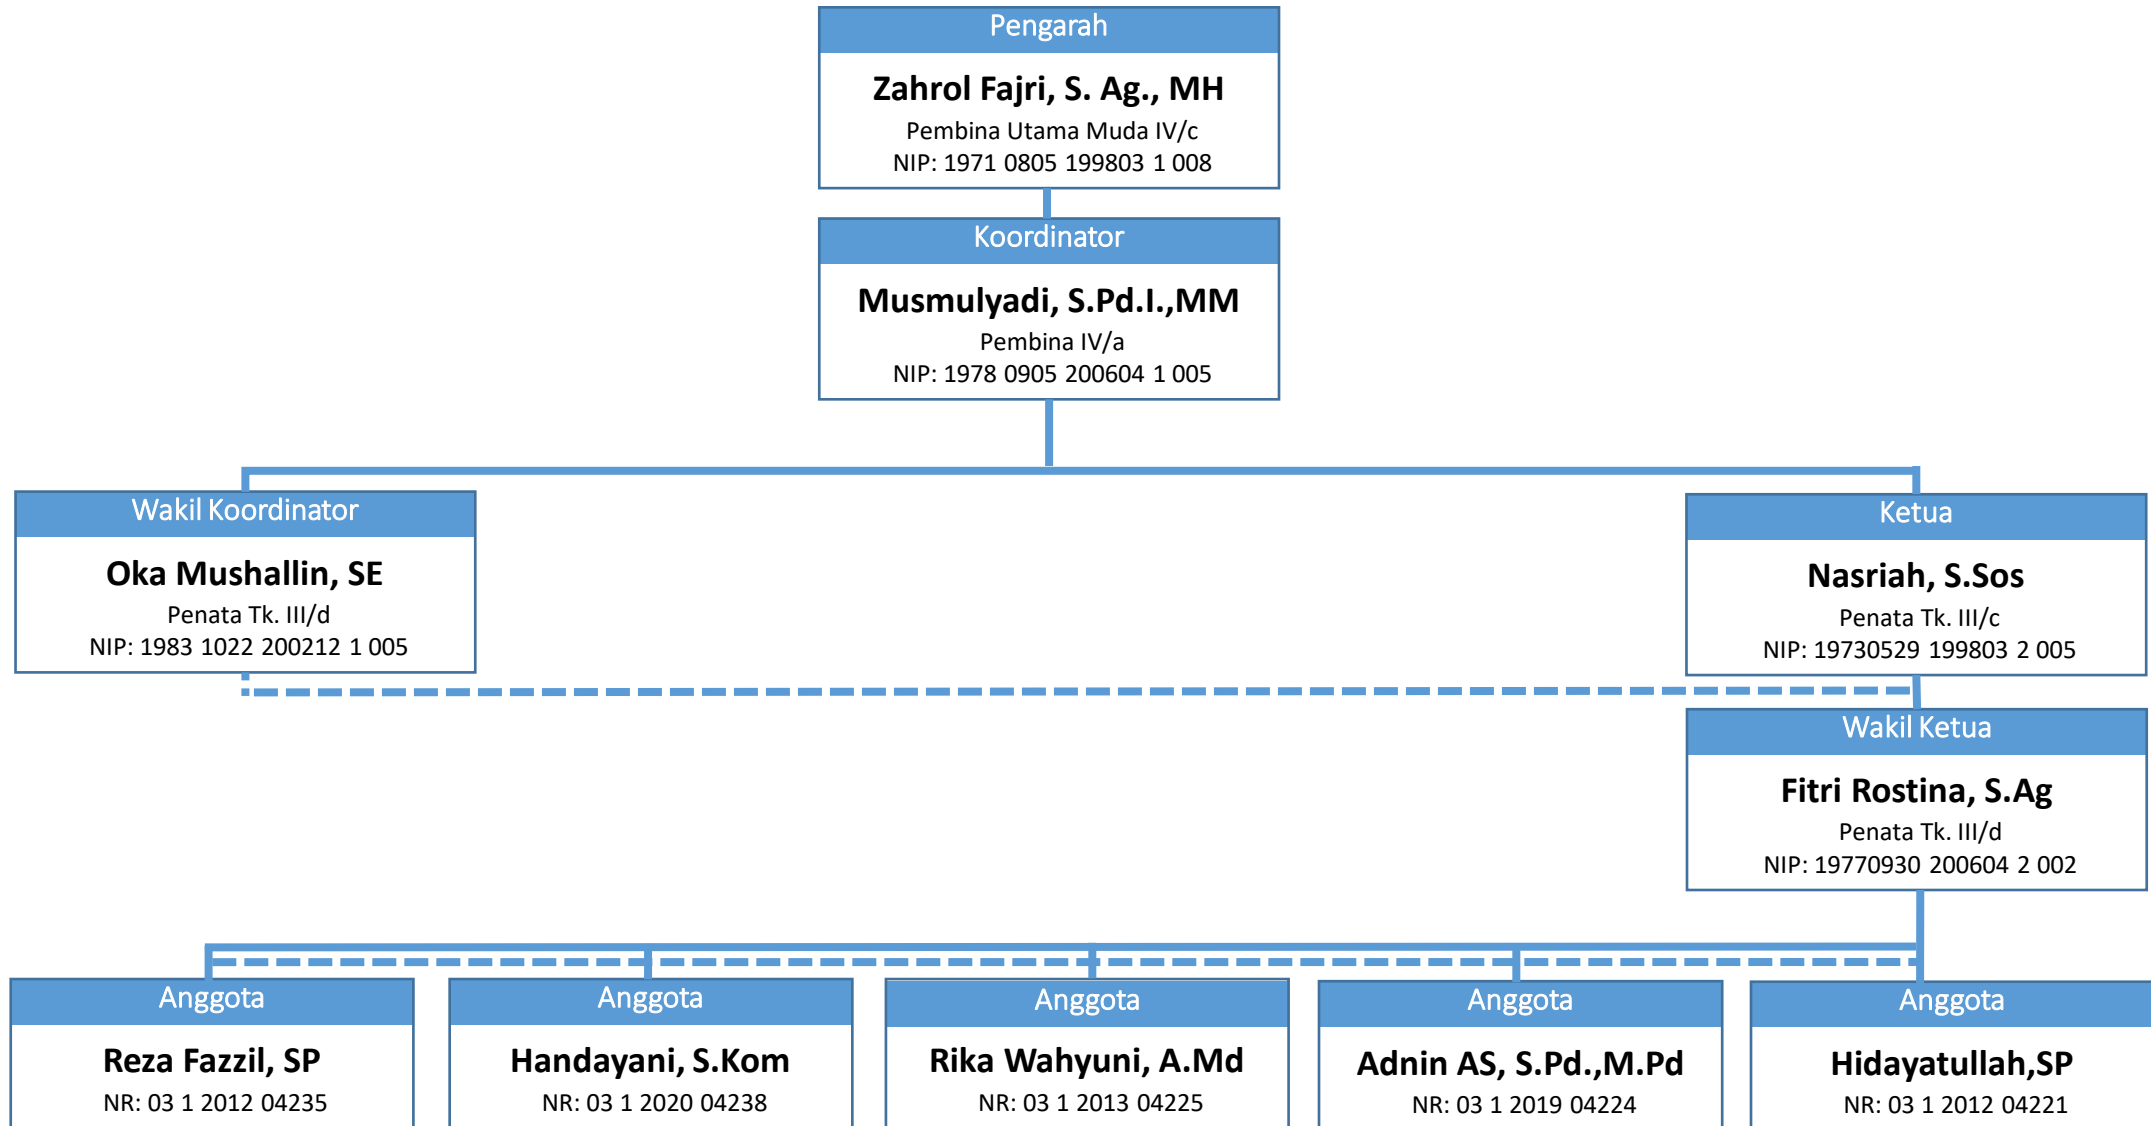 Pengarah
Zahrol Fajri, S. Ag., MH
Pembina Utama Muda IV/c
NIP: 1971 0805 199803 1 008
Koordinator
Musmulyadi, S.Pd.I.,MM
Pembina IV/a
NIP: 1978 0905 200604 1 005
Wakil Koordinator
Oka Mushallin, SE
Penata Tk. III/d
NIP: 1983 1022 200212 1 005
Ketua
Nasriah, S.Sos
Penata Tk. III/c
NIP: 19730529 199803 2 005
Wakil Ketua
Fitri Rostina, S.Ag
Penata Tk. III/d
NIP: 19770930 200604 2 002
Anggota
Reza Fazzil, SP
NR: 03 1 2012 04235
Anggota
Handayani, S.Kom
NR: 03 1 2020 04238
Anggota
Rika Wahyuni, A.Md
NR: 03 1 2013 04225
Anggota
Adnin AS, S.Pd.,M.Pd
NR: 03 1 2019 04224
Anggota
Hidayatullah,SP
NR: 03 1 2012 04221